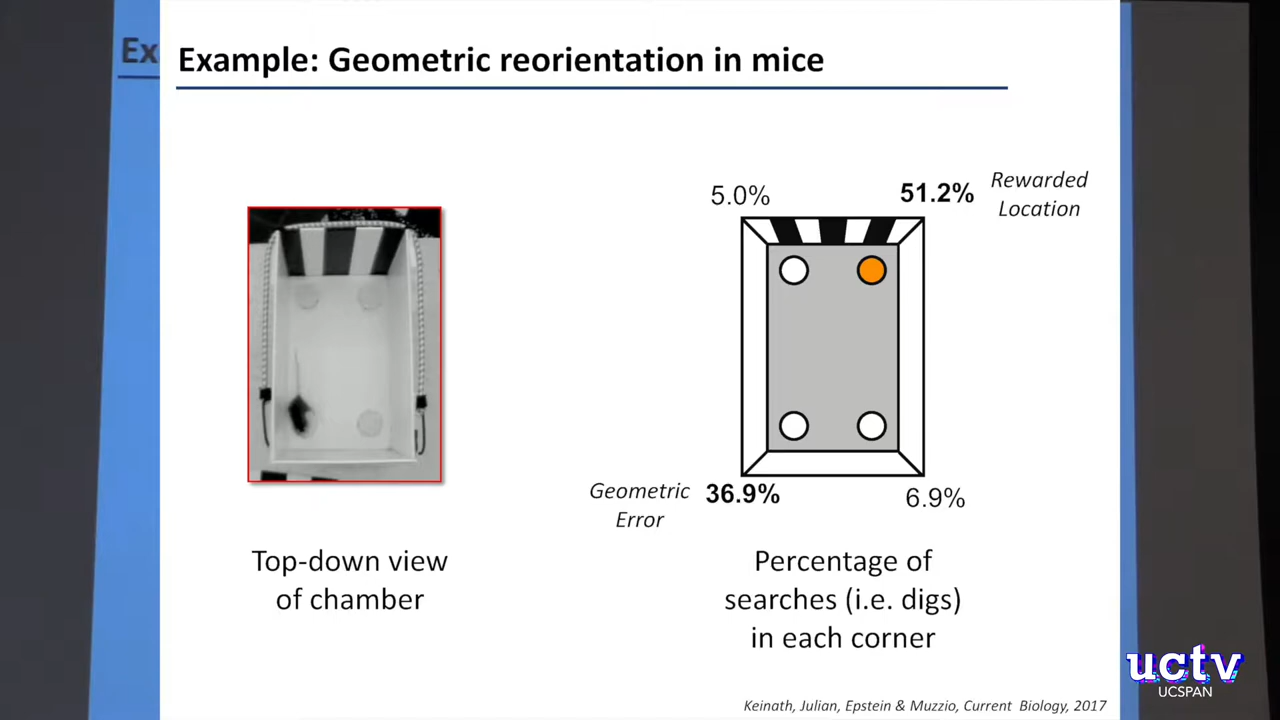 Ex
Example: Geometric reorientation in mice
5.0%
51.2%
Rewarded
Location
Geometric
Error
36.9%
6.9%
Top-down view
of chamber
Percentage of
searches (i.e. digs)
in each corner
Keinath, Julian, Epstein & Muzzio, Current Biology, 2017
uctv
UCSPAN